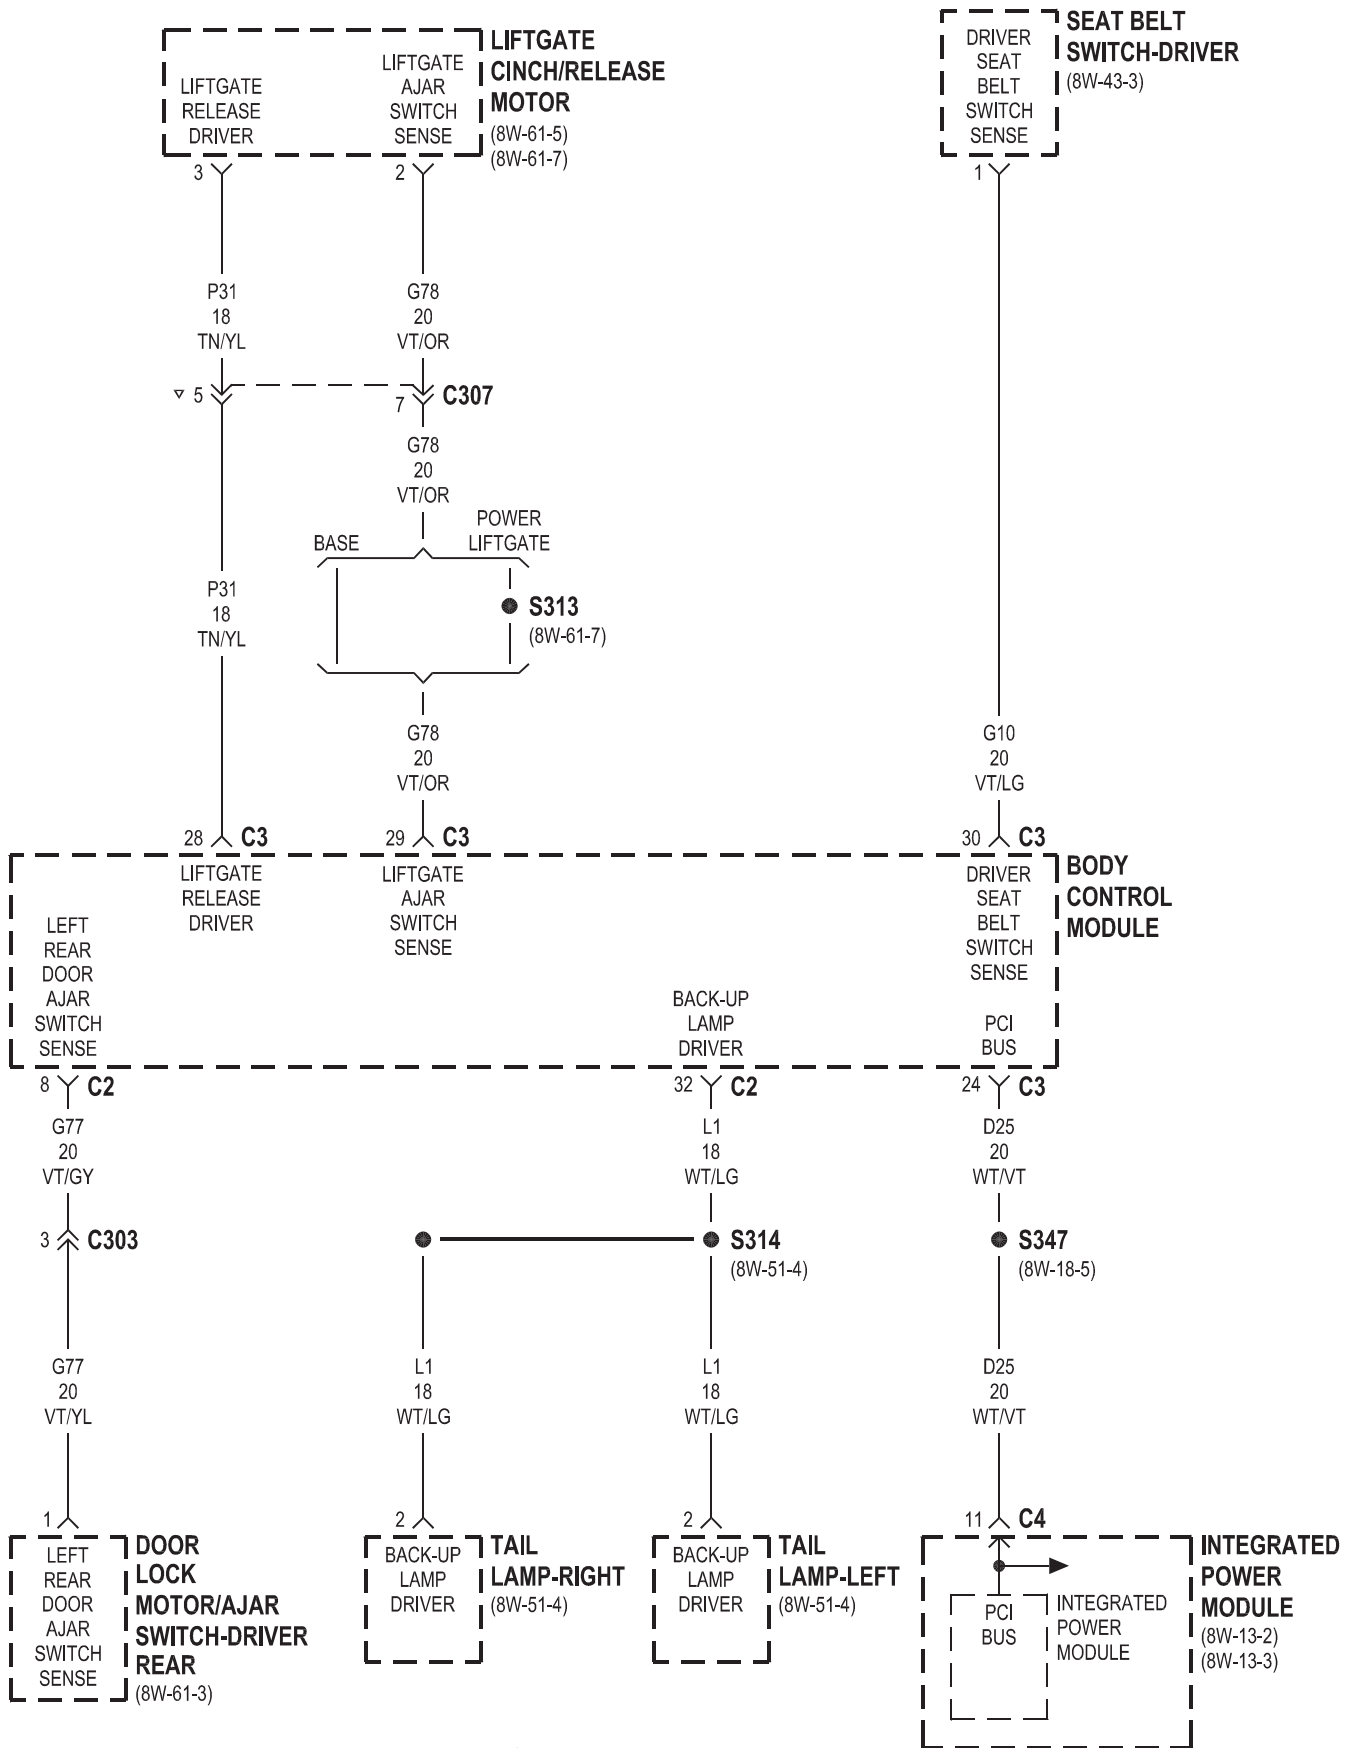 LIFTGATE
CINCH/RELEASE
MOTOR
(8W-61-5)
(8W-61-7)
LIFTGATE
RELEASE
DRIVER
LIFTGATE
AJAR
SWITCH
SENSE
SEAT BELT
SWITCH-DRIVER
(8W-43-3)
DRIVER
SEAT
BELT
SWITCH
SENSE
3
2
1
P31
18
TN/YL
G78
20
VT/OR
5
7
C307
G78
20
VT/OR
BASE
POWER
LIFTGATE
S313
(8W-61-7)
P31
18
TN/YL
G78
20
VT/OR
G10
20
VT/LG
28
C3
29
C3
30
C3
BODY
CONTROL
MODULE
LIFTGATE
RELEASE
DRIVER
LIFTGATE
AJAR
SWITCH
SENSE
DRIVER
SEAT
BELT
SWITCH
SENSE
LEFT
REAR
DOOR
AJAR
SWITCH
SENSE
BACK-UP
LAMP
DRIVER
PCI
BUS
8
C2
32
C2
24
C3
G77
20
VT/GY
L1
18
WT/LG
D25
20
WT/VT
3
C303
S314
(8W-51-4)
S347
(8W-18-5)
G77
20
VT/YL
L1
18
WT/LG
L1
18
WT/LG
D25
20
WT/VT
1
2
2
11
C4
LEFT
REAR
DOOR
AJAR
SWITCH
SENSE
DOOR
LOCK
MOTOR/AJAR
SWITCH-DRIVER
REAR
(8W-61-3)
BACK-UP
LAMP
DRIVER
TAIL
LAMP-RIGHT
(8W-51-4)
BACK-UP
LAMP
DRIVER
TAIL
LAMP-LEFT
(8W-51-4)
PCI
BUS
INTEGRATED
POWER
MODULE
INTEGRATED
POWER
MODULE
(8W-13-2)
(8W-13-3)